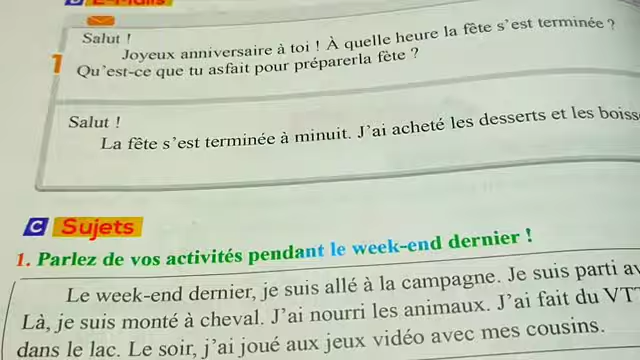 E-Mails
Salut !
Joyeux anniversaire à toi ! À quelle heure la fête s'est terminée ?
1
Qu'est-ce que tu asfait pour préparerla fête ?
Salut !
La fête s'est terminée à minuit. J'ai acheté les desserts et les
C Sujets
1. Parlez de vos activités pendant le week-end dernier !
Le week-end dernier, je suis allé à la campagne. Je suis parti
Là, je suis monté à cheval. J'ai nourri les animaux. J'ai fait du
dans le lac. Le soir, j'ai joué aux jeux vidéo avec mes cousins.